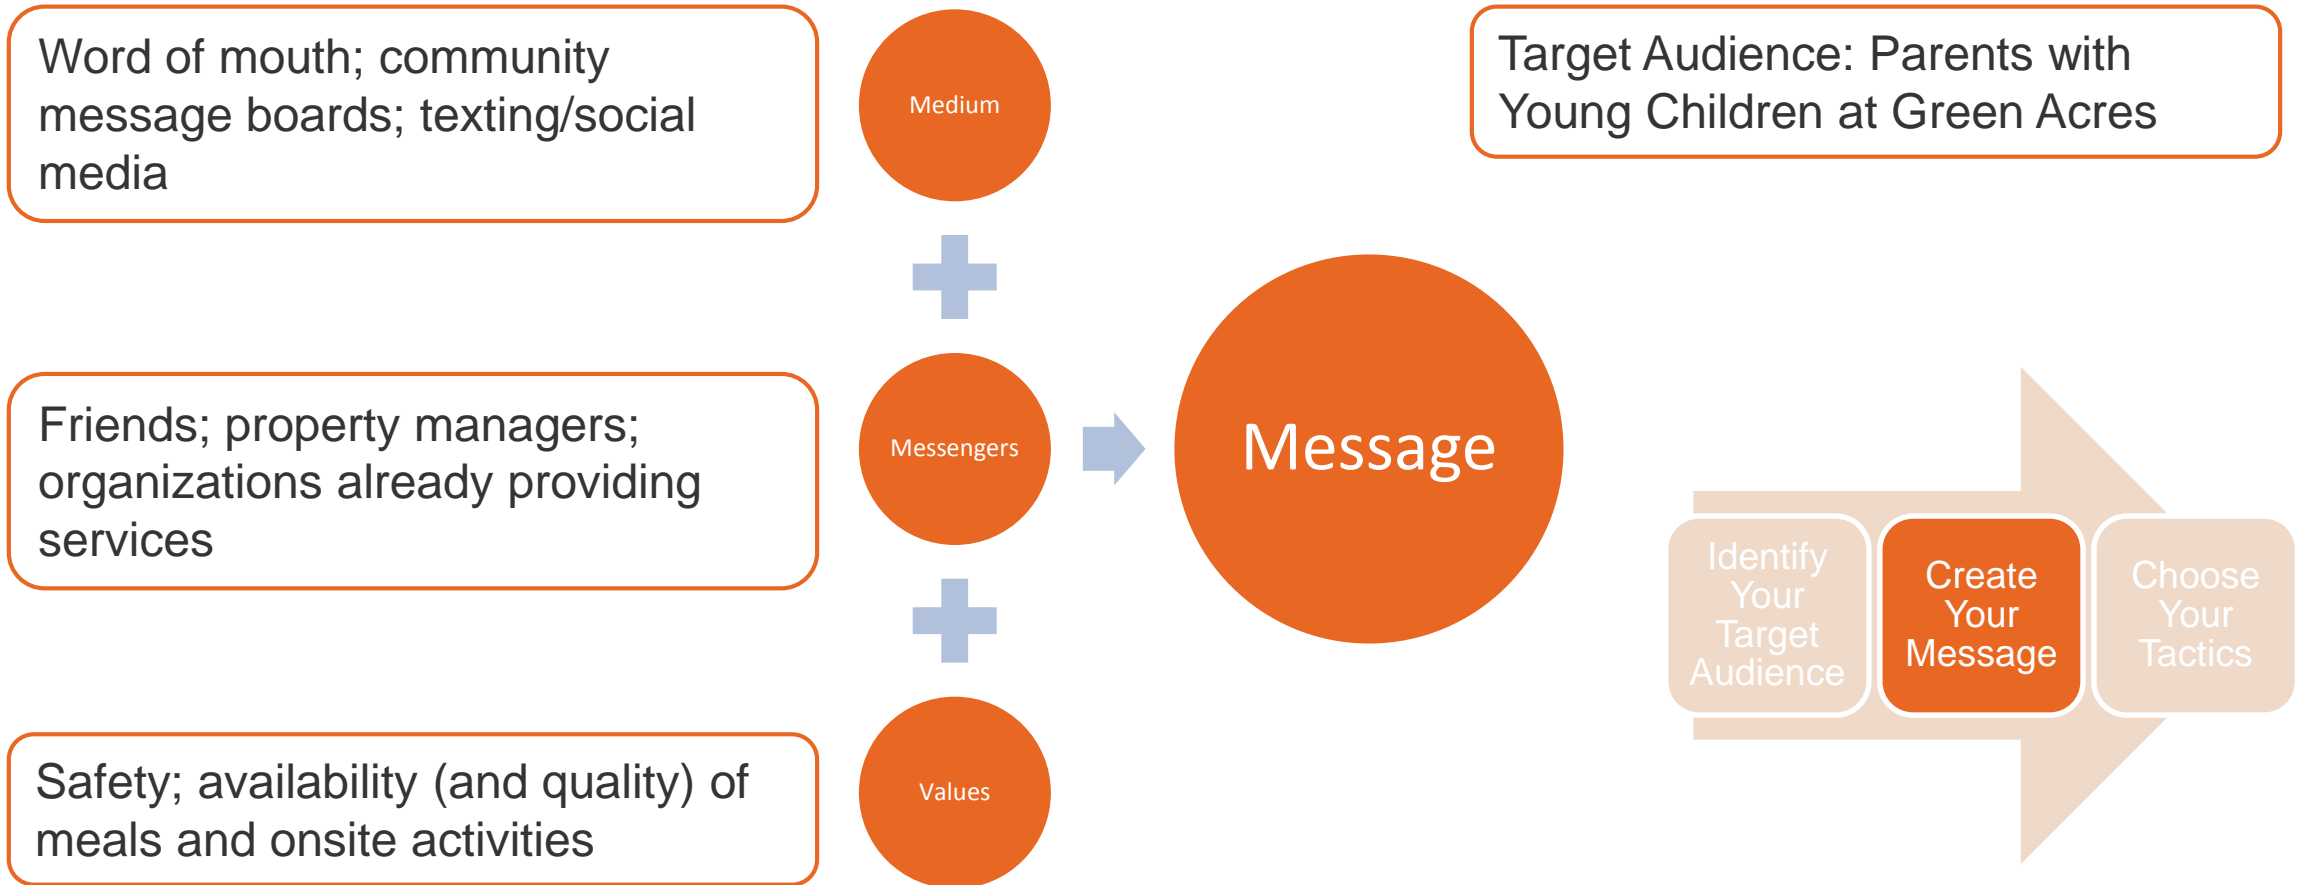 Word of mouth; community
message boards; texting/social
media
Medium
Target Audience: Parents with
Young Children at Green Acres
Friends; property managers;
organizations already providing
services
Messengers
Message
Safety; availability (and quality) of
meals and onsite activities
Values
Identify
Your
Target
Audience
Create
Your
Message
Choose
Your
Tactics